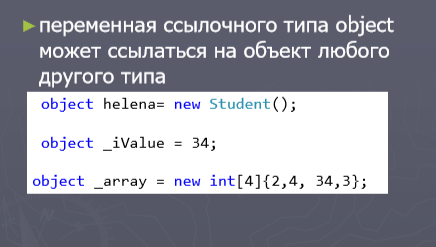 переменная ссылочного типа object
может ссылаться на объект любого
другого типа
object helena= new Student();
object _iValue = 34;
object _array = new int[4]{2,4, 34,3};